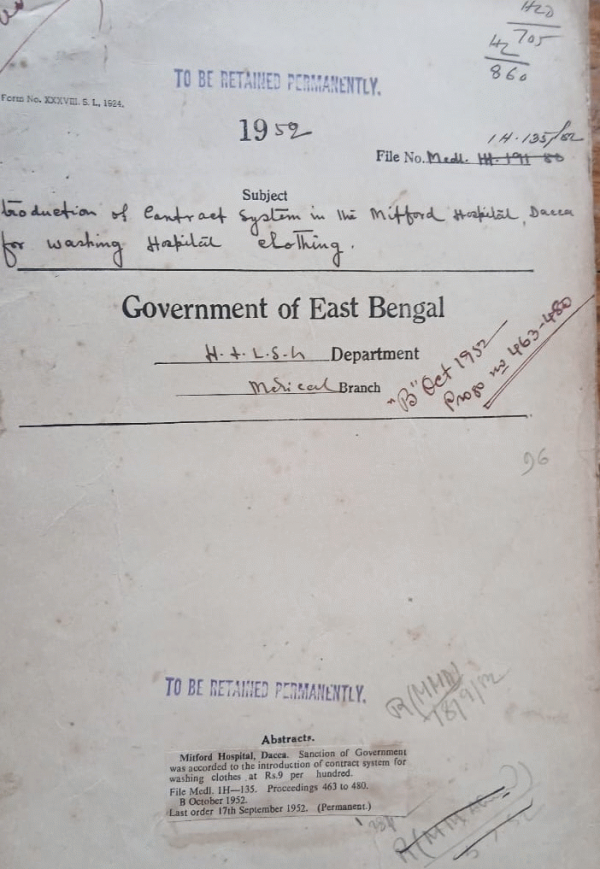 H20
705
42
860
TO BE RETAINED PERMANENTLY.
Form No. XXXVIII. S. L., 1924.
1952
1H-135/52
File No. Medl.
Subject
troduction of Contract System in the Mitford Hospital, Dacca
for washing Hospital clothing.
Government of East Bengal
Department
Medical Branch
"B" Oct 1952
Progs no 463-480
96
TO BE RETAINED PERMANENTLY.
Abstracts.
Mitford Hospital, Dacca. Sanction of Government
was accorded to the introduction of contract system for
washing clothes at Rs.9 per hundred.
File Medl. 1H—135. Proceedings 463 to 480.
B October 1952.
Last order 17th September 1952. (Permanent.)